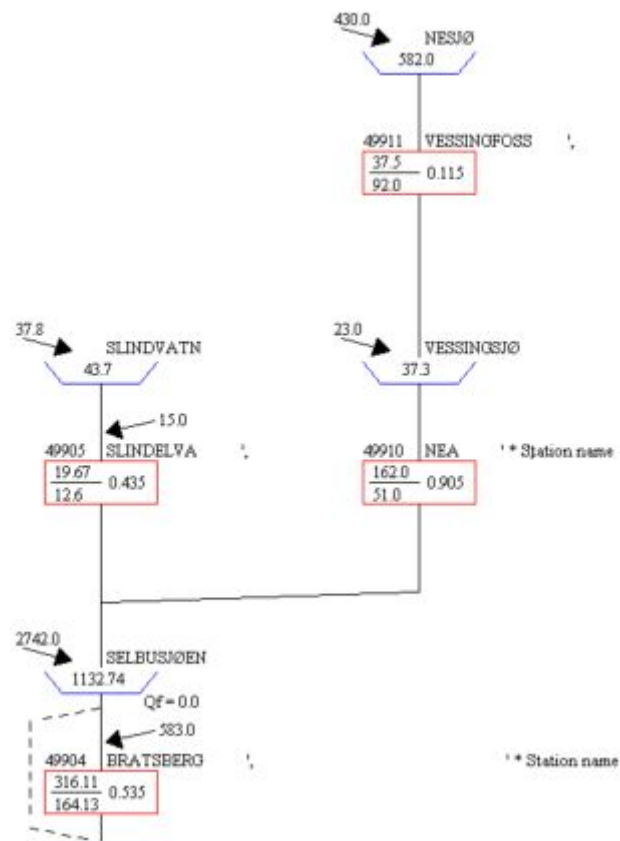 430.0
NESJØ
582.0
49911 VESSINGFOSS ',
37.5
92.0
0.115
37.8
SLINDVATN
43.7
23.0
VESSINGSJØ
37.3
15.0
49905 SLINDELVA ',
19.67
12.6
0.435
49910 NEA ' * Station name
162.0
51.0
0.905
2742.0
SELBUSJØEN
1132.74
Qf = 0.0
583.0
49904 BRATSBERG ', ' * Station name
316.11
164.13
0.535